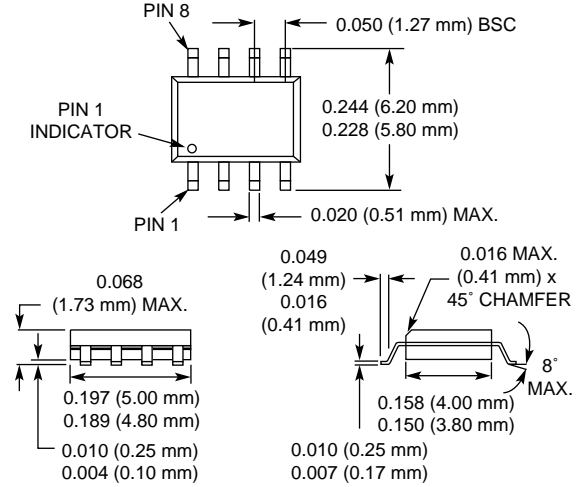 PIN 8
0.050 (1.27 mm) BSC
PIN 1
INDICATOR
0.244 (6.20 mm)
0.228 (5.80 mm)
PIN 1
0.020 (0.51 mm) MAX.
0.068
(1.73 mm) MAX.
0.197 (5.00 mm)
0.189 (4.80 mm)
0.010 (0.25 mm)
0.004 (0.10 mm)
0.049
(1.24 mm)
0.016
(0.41 mm)
0.016 MAX.
(0.41 mm) x
45° CHAMFER
8°
MAX.
0.158 (4.00 mm)
0.150 (3.80 mm)
0.010 (0.25 mm)
0.007 (0.17 mm)